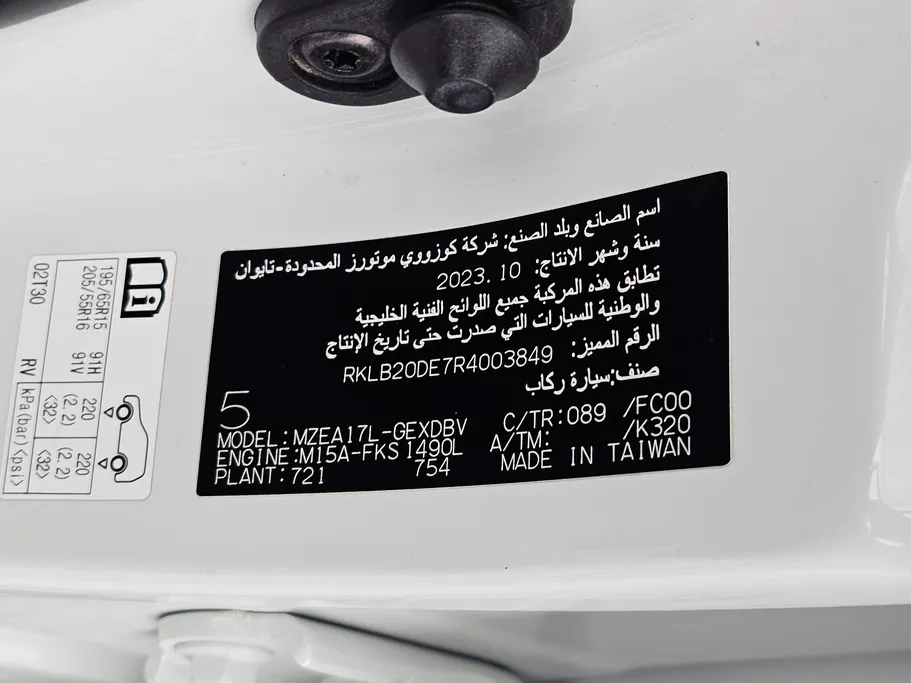 اسم الصانع وبلد الصنع: شركة كوزووي موتورز المحدودة-تايوان
سنة وشهر الانتاج: 2023.10
تطابق هذه المركبة جميع اللوائح الفنية الخليجية
والوطنية للسيارات التي صدرت حتى تاريخ الإنتاج
الرقم المميز: RKLB20DE7R4003849
صنف:سيارة ركاب
5
MODEL:MZEA17L-GEXDBV C/TR:089 /FC00
ENGINE:M15A-FKS 1490L A/TM: /K320
PLANT:721 754 MADE IN TAIWAN
195/65R15 91H 220 (2.2) <32> 220 (2.2) <32>
205/55R16 91V
02T30 RV kPa(bar)<psi>